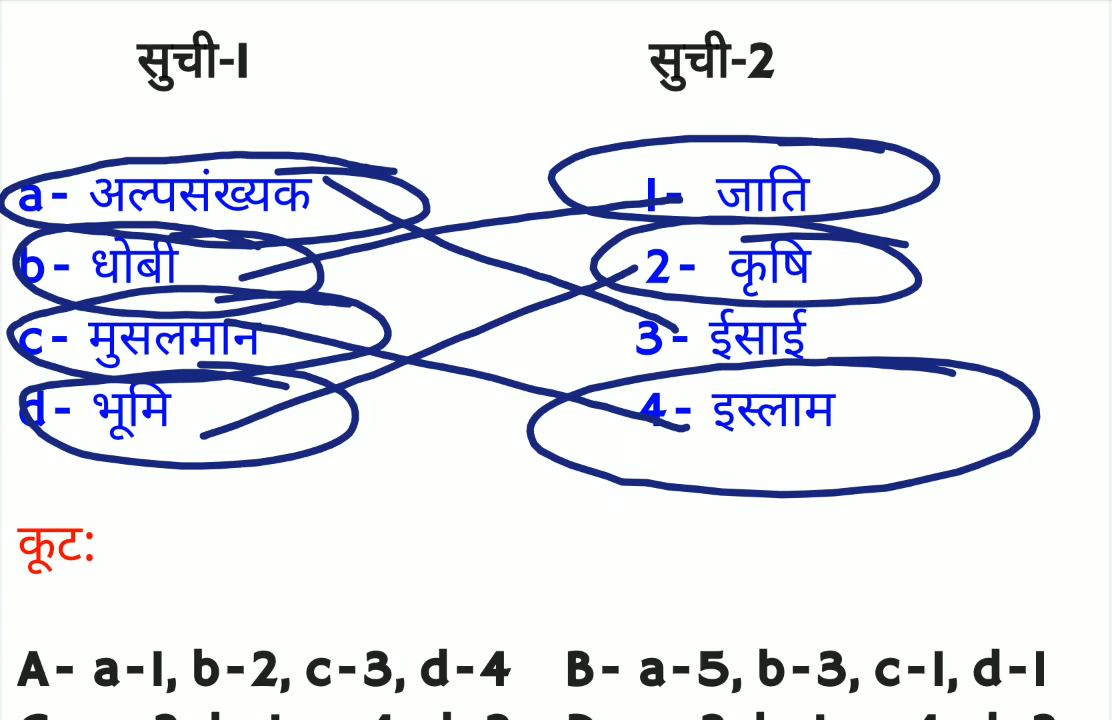 सुची-1 सुची-2
a- अल्पसंख्यक 1- जाति
b- धोबी 2- कृषि
c- मुसलमान 3- ईसाई
d- भूमि 4- इस्लाम
कूट:
A- a-1, b-2, c-3, d-4 B- a-5, b-3, c-1, d-1